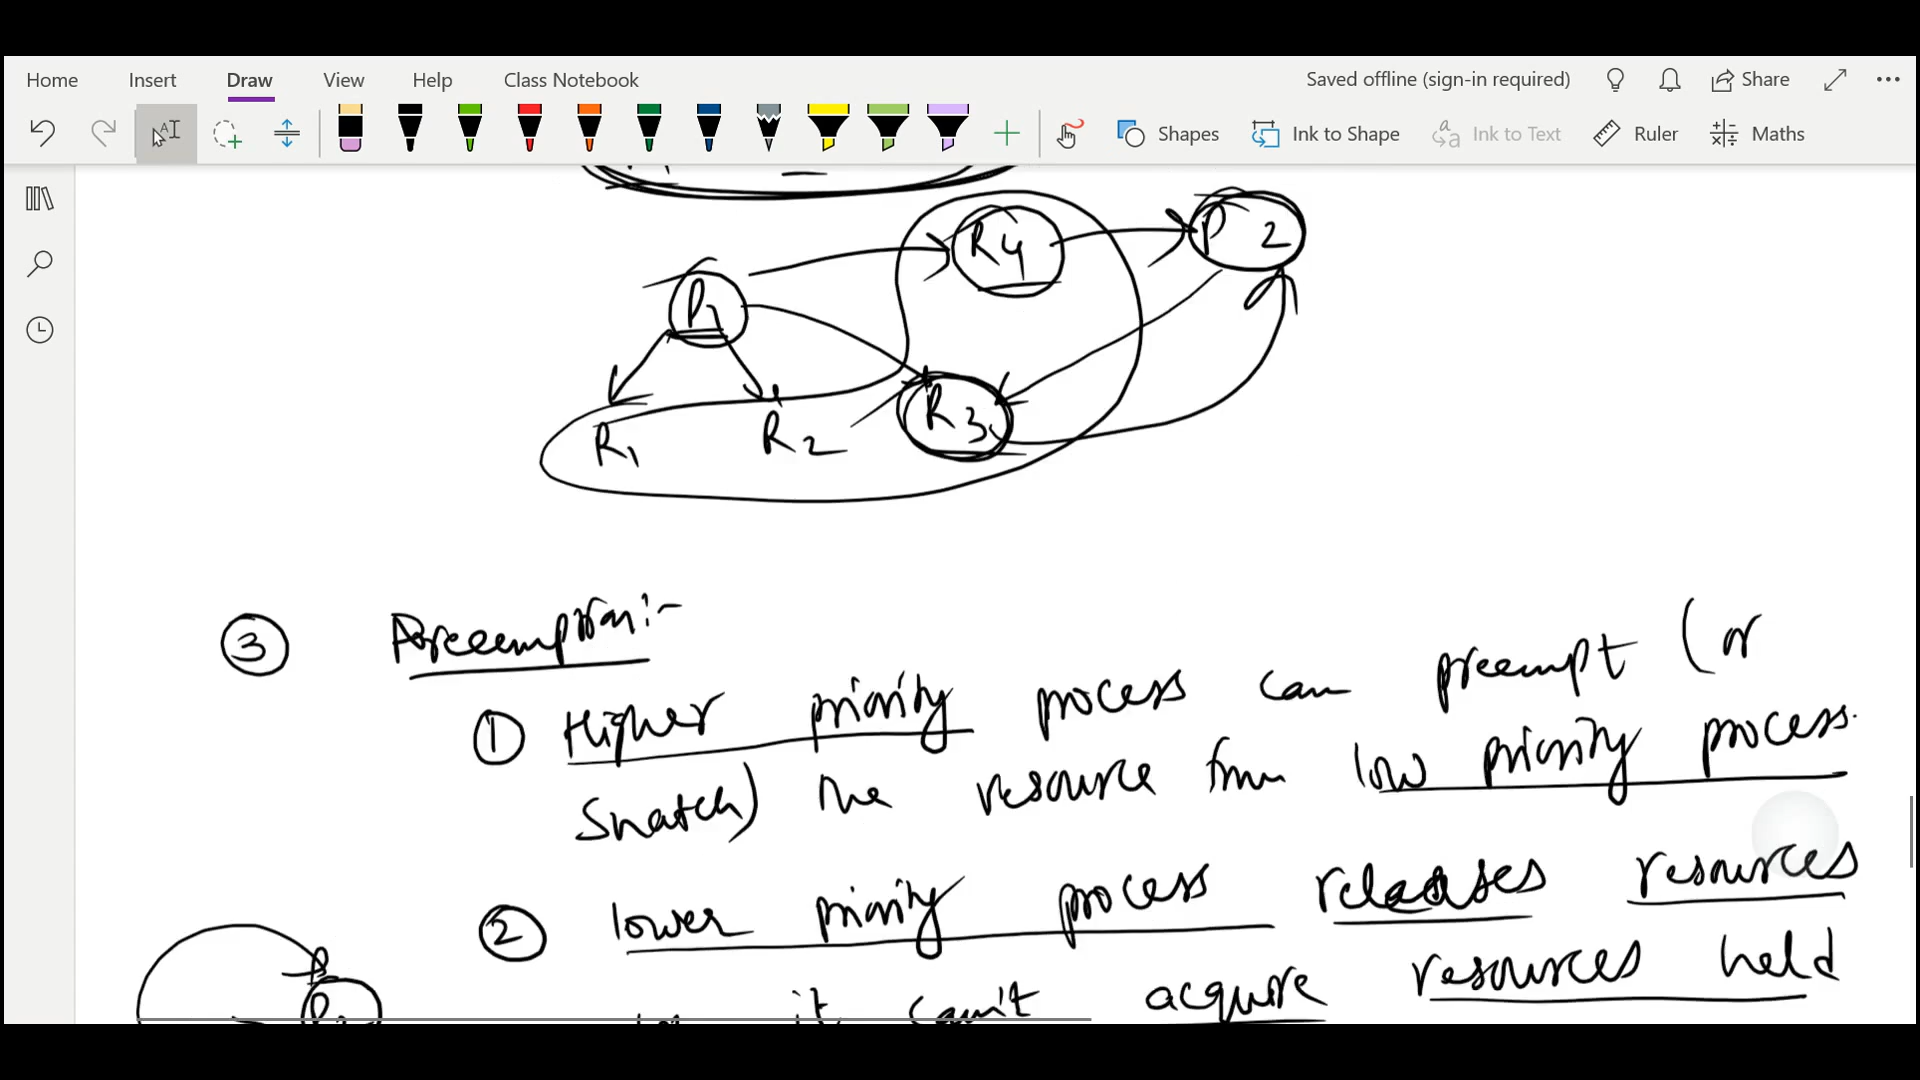 Home Insert Draw View Help Class Notebook Saved offline (sign-in required) Share
Shapes Ink to Shape Ink to Text Ruler Maths
R4 P2
P1
R1 R2 R3
3 Preemption:-
1 Higher priority process can preempt (or
snatch) the resource from low priority process.
2 lower priority process releases resources
it can't acquire resources held